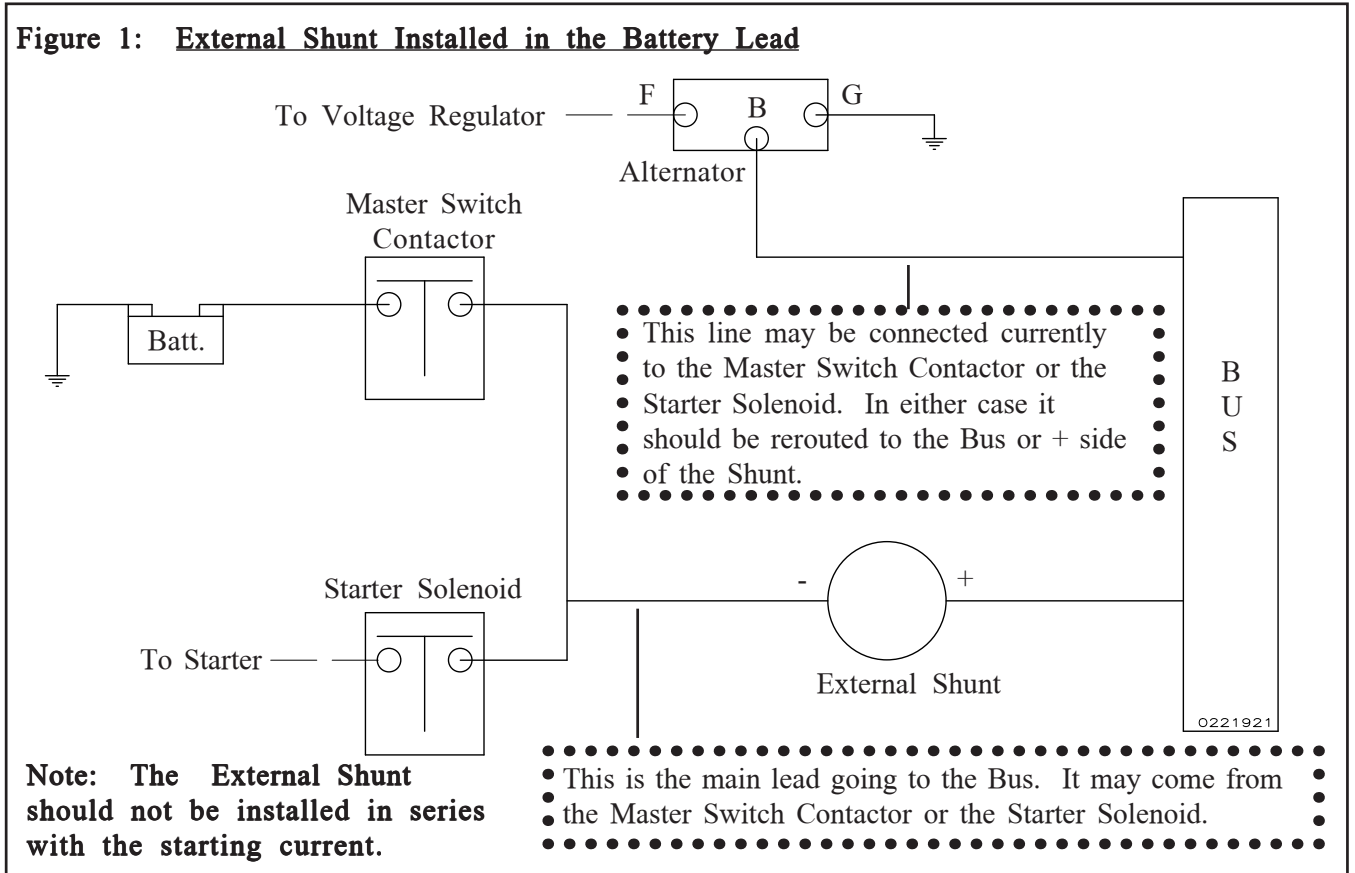 Figure 1: External Shunt Installed in the Battery Lead
F
B
G
To Voltage Regulator
Alternator
Master Switch
Contactor
Batt.
This line may be connected currently
to the Master Switch Contactor or the
Starter Solenoid. In either case it
should be rerouted to the Bus or + side
of the Shunt.
B
U
S
Starter Solenoid
To Starter
-
+
External Shunt
0221921
Note: The External Shunt
should not be installed in series
with the starting current.
This is the main lead going to the Bus. It may come from
the Master Switch Contactor or the Starter Solenoid.